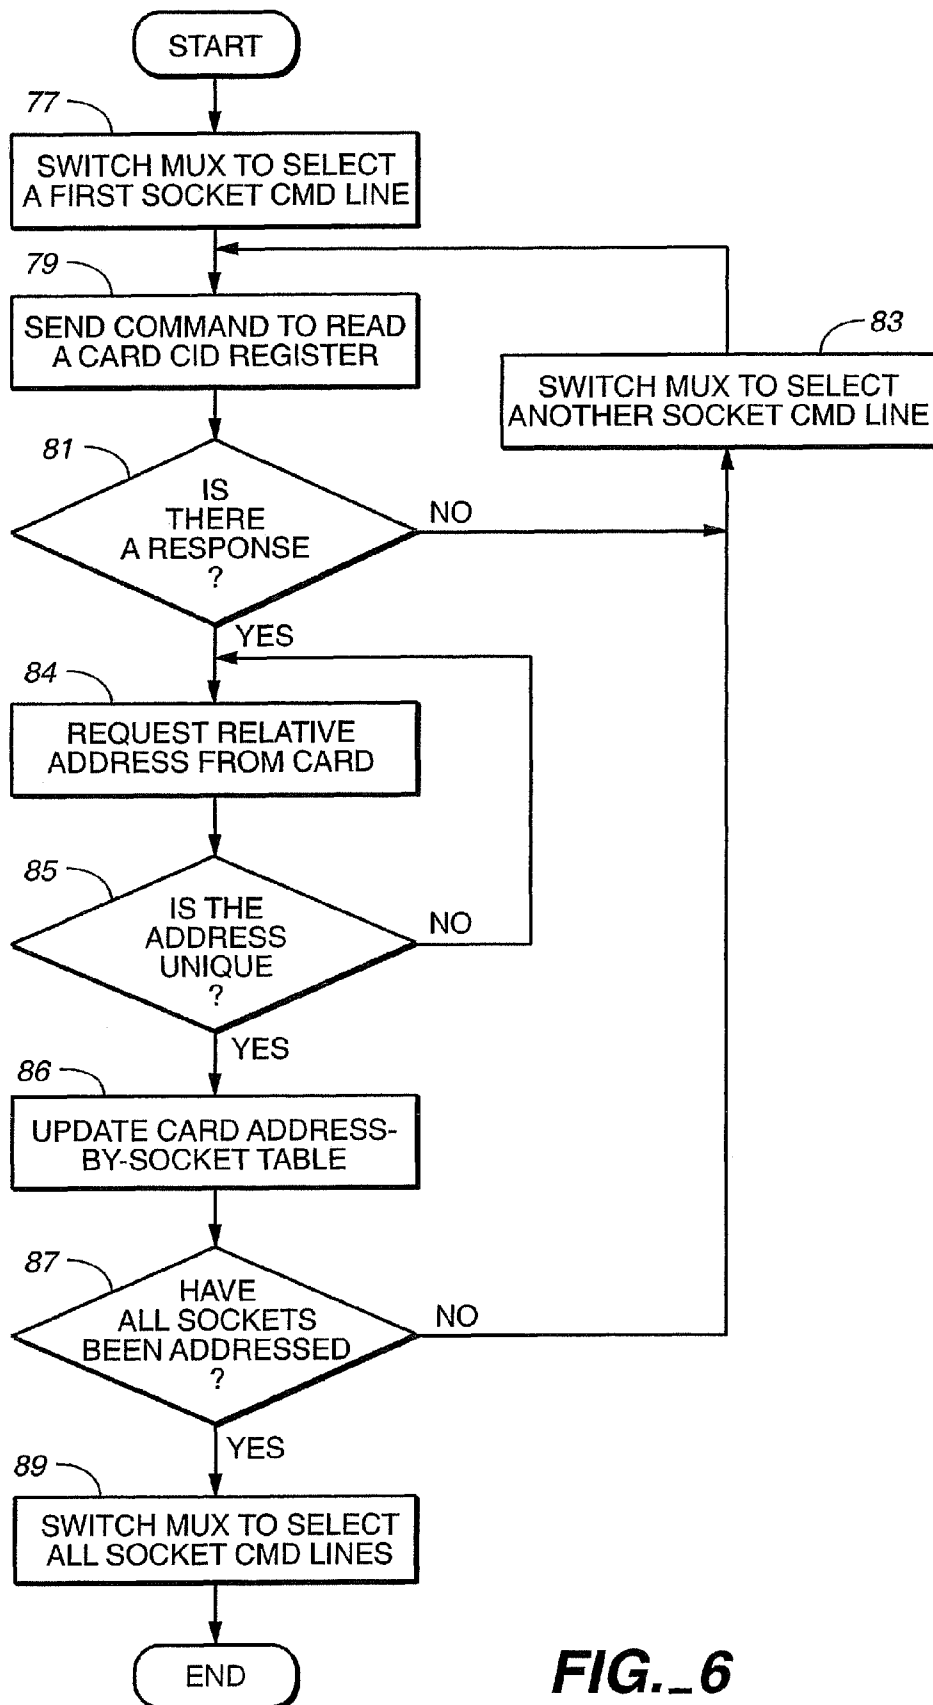 START
77
SWITCH MUX TO SELECT
A FIRST SOCKET CMD LINE
79
SEND COMMAND TO READ
A CARD CID REGISTER
83
SWITCH MUX TO SELECT
ANOTHER SOCKET CMD LINE
81
IS
THERE
A RESPONSE
?
NO
YES
84
REQUEST RELATIVE
ADDRESS FROM CARD
85
IS THE
ADDRESS
UNIQUE
?
NO
YES
86
UPDATE CARD ADDRESS-
BY-SOCKET TABLE
87
HAVE
ALL SOCKETS
BEEN ADDRESSED
?
NO
YES
89
SWITCH MUX TO SELECT
ALL SOCKET CMD LINES
END
FIG._6